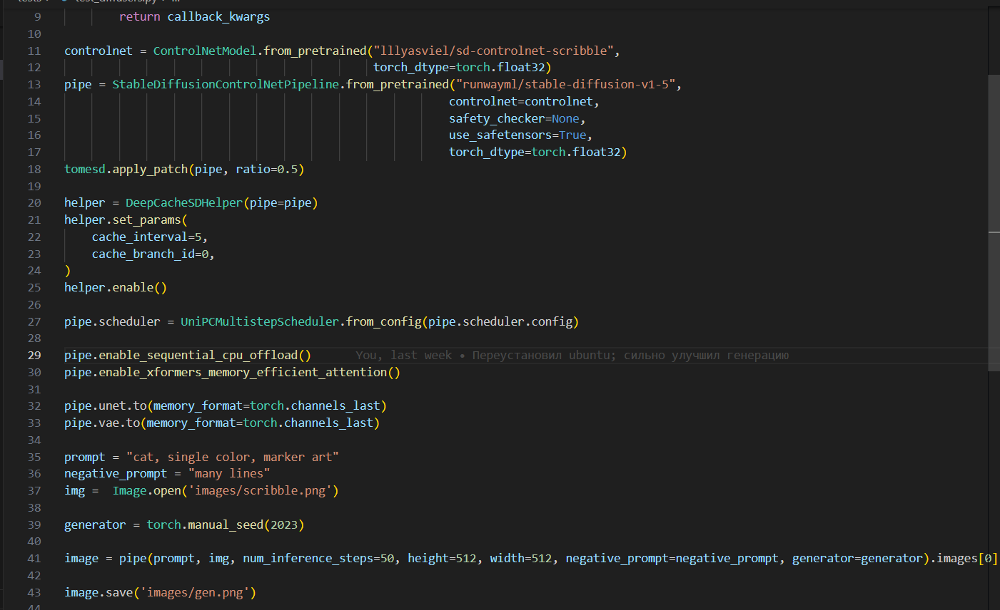 test_diffusers.py
9 return callback_kwargs
10
11 controlnet = ControlNetModel.from_pretrained("lllyasviel/sd-controlnet-scribble",
12 torch_dtype=torch.float32)
13 pipe = StableDiffusionControlNetPipeline.from_pretrained("runwayml/stable-diffusion-v1-5",
14 controlnet=controlnet,
15 safety_checker=None,
16 use_safetensors=True,
17 torch_dtype=torch.float32)
18 tomesd.apply_patch(pipe, ratio=0.5)
19
20 helper = DeepCacheSDHelper(pipe=pipe)
21 helper.set_params(
22 cache_interval=5,
23 cache_branch_id=0,
24 )
25 helper.enable()
26
27 pipe.scheduler = UniPCMultistepScheduler.from_config(pipe.scheduler.config)
28
29 pipe.enable_sequential_cpu_offload() You, last week • Переустановил ubuntu; сильно улучшил генерацию
30 pipe.enable_xformers_memory_efficient_attention()
31
32 pipe.unet.to(memory_format=torch.channels_last)
33 pipe.vae.to(memory_format=torch.channels_last)
34
35 prompt = "cat, single color, marker art"
36 negative_prompt = "many lines"
37 img = Image.open('images/scribble.png')
38
39 generator = torch.manual_seed(2023)
40
41 image = pipe(prompt, img, num_inference_steps=50, height=512, width=512, negative_prompt=negative_prompt, generator=generator).images[0]
42
43 image.save('images/gen.png')
44